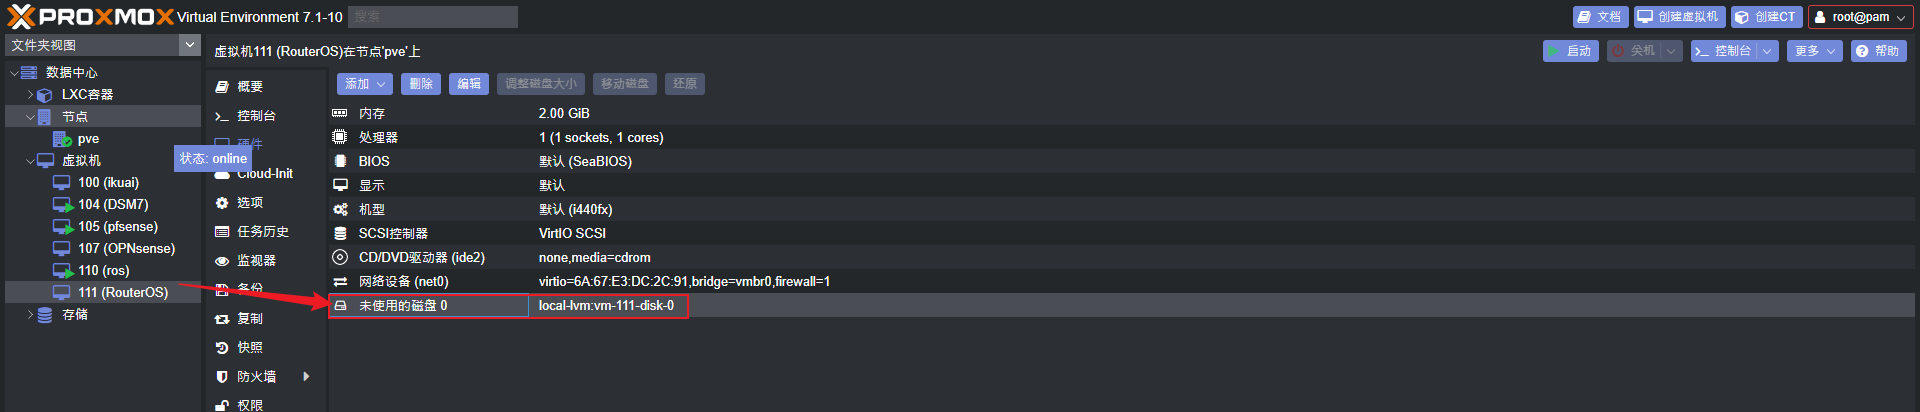 PROXMOX Virtual Environment 7.1-10 搜索 文档 创建虚拟机 创建CT root@pam
文件夹视图
数据中心
LXC容器
节点
pve
虚拟机
状态: online
100 (ikuai)
104 (DSM7)
105 (pfsense)
107 (OPNsense)
110 (ros)
111 (RouterOS)
存储
虚拟机111 (RouterOS)在节点'pve'上 启动 关机 控制台 更多 帮助
概要
控制台
硬件
Cloud-Init
选项
任务历史
监视器
备份
复制
快照
防火墙
权限
添加 删除 编辑 调整磁盘大小 移动磁盘 还原
内存 2.00 GiB
处理器 1 (1 sockets, 1 cores)
BIOS 默认 (SeaBIOS)
显示 默认
机型 默认 (i440fx)
SCSI控制器 VirtIO SCSI
CD/DVD驱动器 (ide2) none,media=cdrom
网络设备 (net0) virtio=6A:67:E3:DC:2C:91,bridge=vmbr0,firewall=1
未使用的磁盘 0 local-lvm:vm-111-disk-0